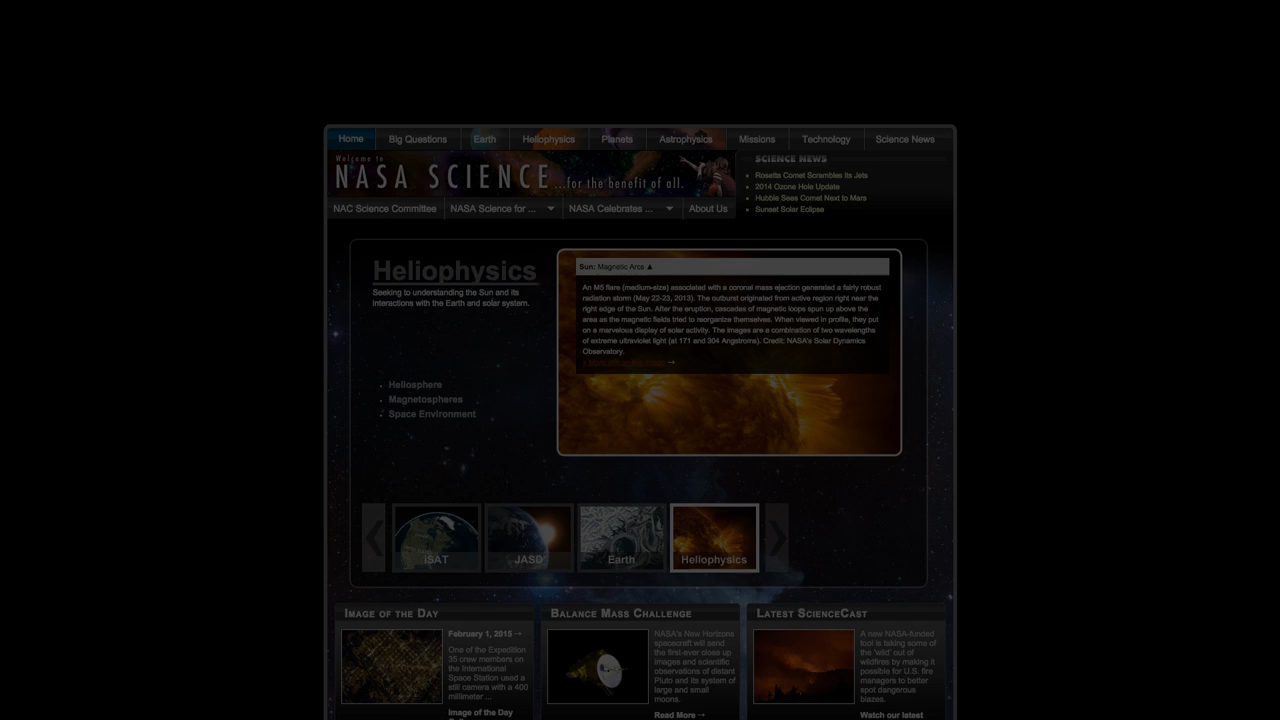 Home
Big Questions
Earth
Heliophysics
Planets
Astrophysics
Missions
Technology
Science News
Welcome to
NASA SCIENCE ...for the benefit of all.
SCIENCE NEWS
Rosetta Comet Scrambles Its Jets
2014 Ozone Hole Update
Hubble Sees Comet Next to Mars
Sunset Solar Eclipse
NAC Science Committee
NASA Science for ...
NASA Celebrates ...
About Us
Heliophysics
Seeking to understanding the Sun and its
interactions with the Earth and solar system.
Heliosphere
Magnetospheres
Space Environment
Sun: Magnetic Arcs ▲
An M5 flare (medium-size) associated with a coronal mass ejection generated a fairly robust
radiation storm (May 22-23, 2013). The outburst originated from active region right near the
right edge of the Sun. After the eruption, cascades of magnetic loops spun up above the
area as the magnetic fields tried to reorganize themselves. When viewed in profile, they put
on a marvelous display of solar activity. The images are a combination of two wavelengths
of extreme ultraviolet light (at 171 and 304 Angstroms). Credit: NASA's Solar Dynamics
Observatory.
iSAT
JASD
Earth
Heliophysics
Image of the Day
February 1, 2015 →
One of the Expedition
35 crew members on
the International
Space Station used a
still camera with a 400
millimeter ...
Image of the Day
Balance Mass Challenge
NASA's New Horizons
spacecraft will send
the first-ever close up
images and scientific
observations of distant
Pluto and its system of
large and small
moons.
Read More →
Latest ScienceCast
A new NASA-funded
tool is taking some of
the 'wild' out of
wildfires by making it
possible for U.S. fire
managers to better
spot dangerous
blazes.
Watch our latest